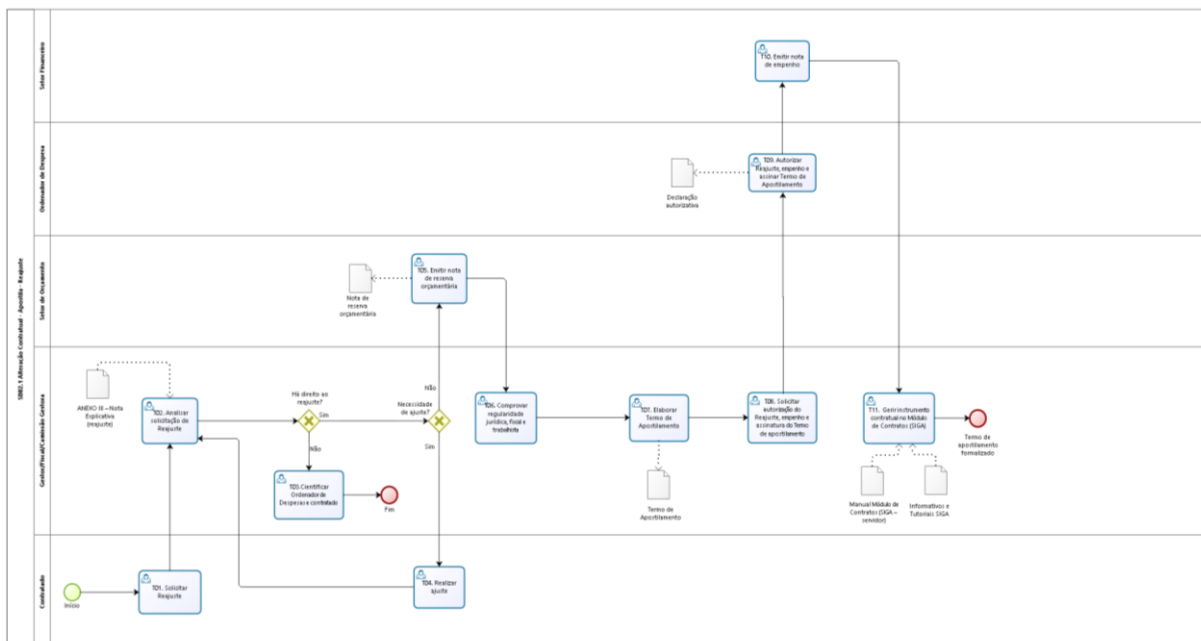 SB02.1 Alteração Contratual - Apostila - Reajuste
Setor Financeiro
T10. Emitir nota
de empenho
Ordenador de Despesa
T09. Autorizar
Reajuste, empenho e
assinar Termo de
Apostilamento
Declaração
autorizativa
Setor de Orçamento
T05. Emitir nota
de reserva
orçamentária
Nota de
reserva
orçamentária
Gestor/Fiscal/Comissão Gestora
ANEXO III – Nota
Explicativa
(reajuste)
T02. Analisar
solicitação de
Reajuste
Há direito ao
reajuste?
Sim
Não
T03. Cientificar
Ordenador de
Despesas e contratado
Fim
Necessidade
de ajuste?
Não
Sim
T06. Comprovar
regularidade
jurídica, fiscal e
trabalhista
T07. Elaborar
Termo de
Apostilamento
Termo de
Apostilamento
T08. Solicitar
autorização do
Reajuste, empenho e
assinatura do Termo
de apostilamento
T11. Gerir instrumento
contratual no Módulo
de Contratos (SIGA)
Termo de
apostilamento
formalizado
Manual Módulo de
Contratos (SIGA –
servidor)
Informativos e
Tutoriais SIGA
Contratado
Início
T01. Solicitar
Reajuste
T04. Realizar
ajuste